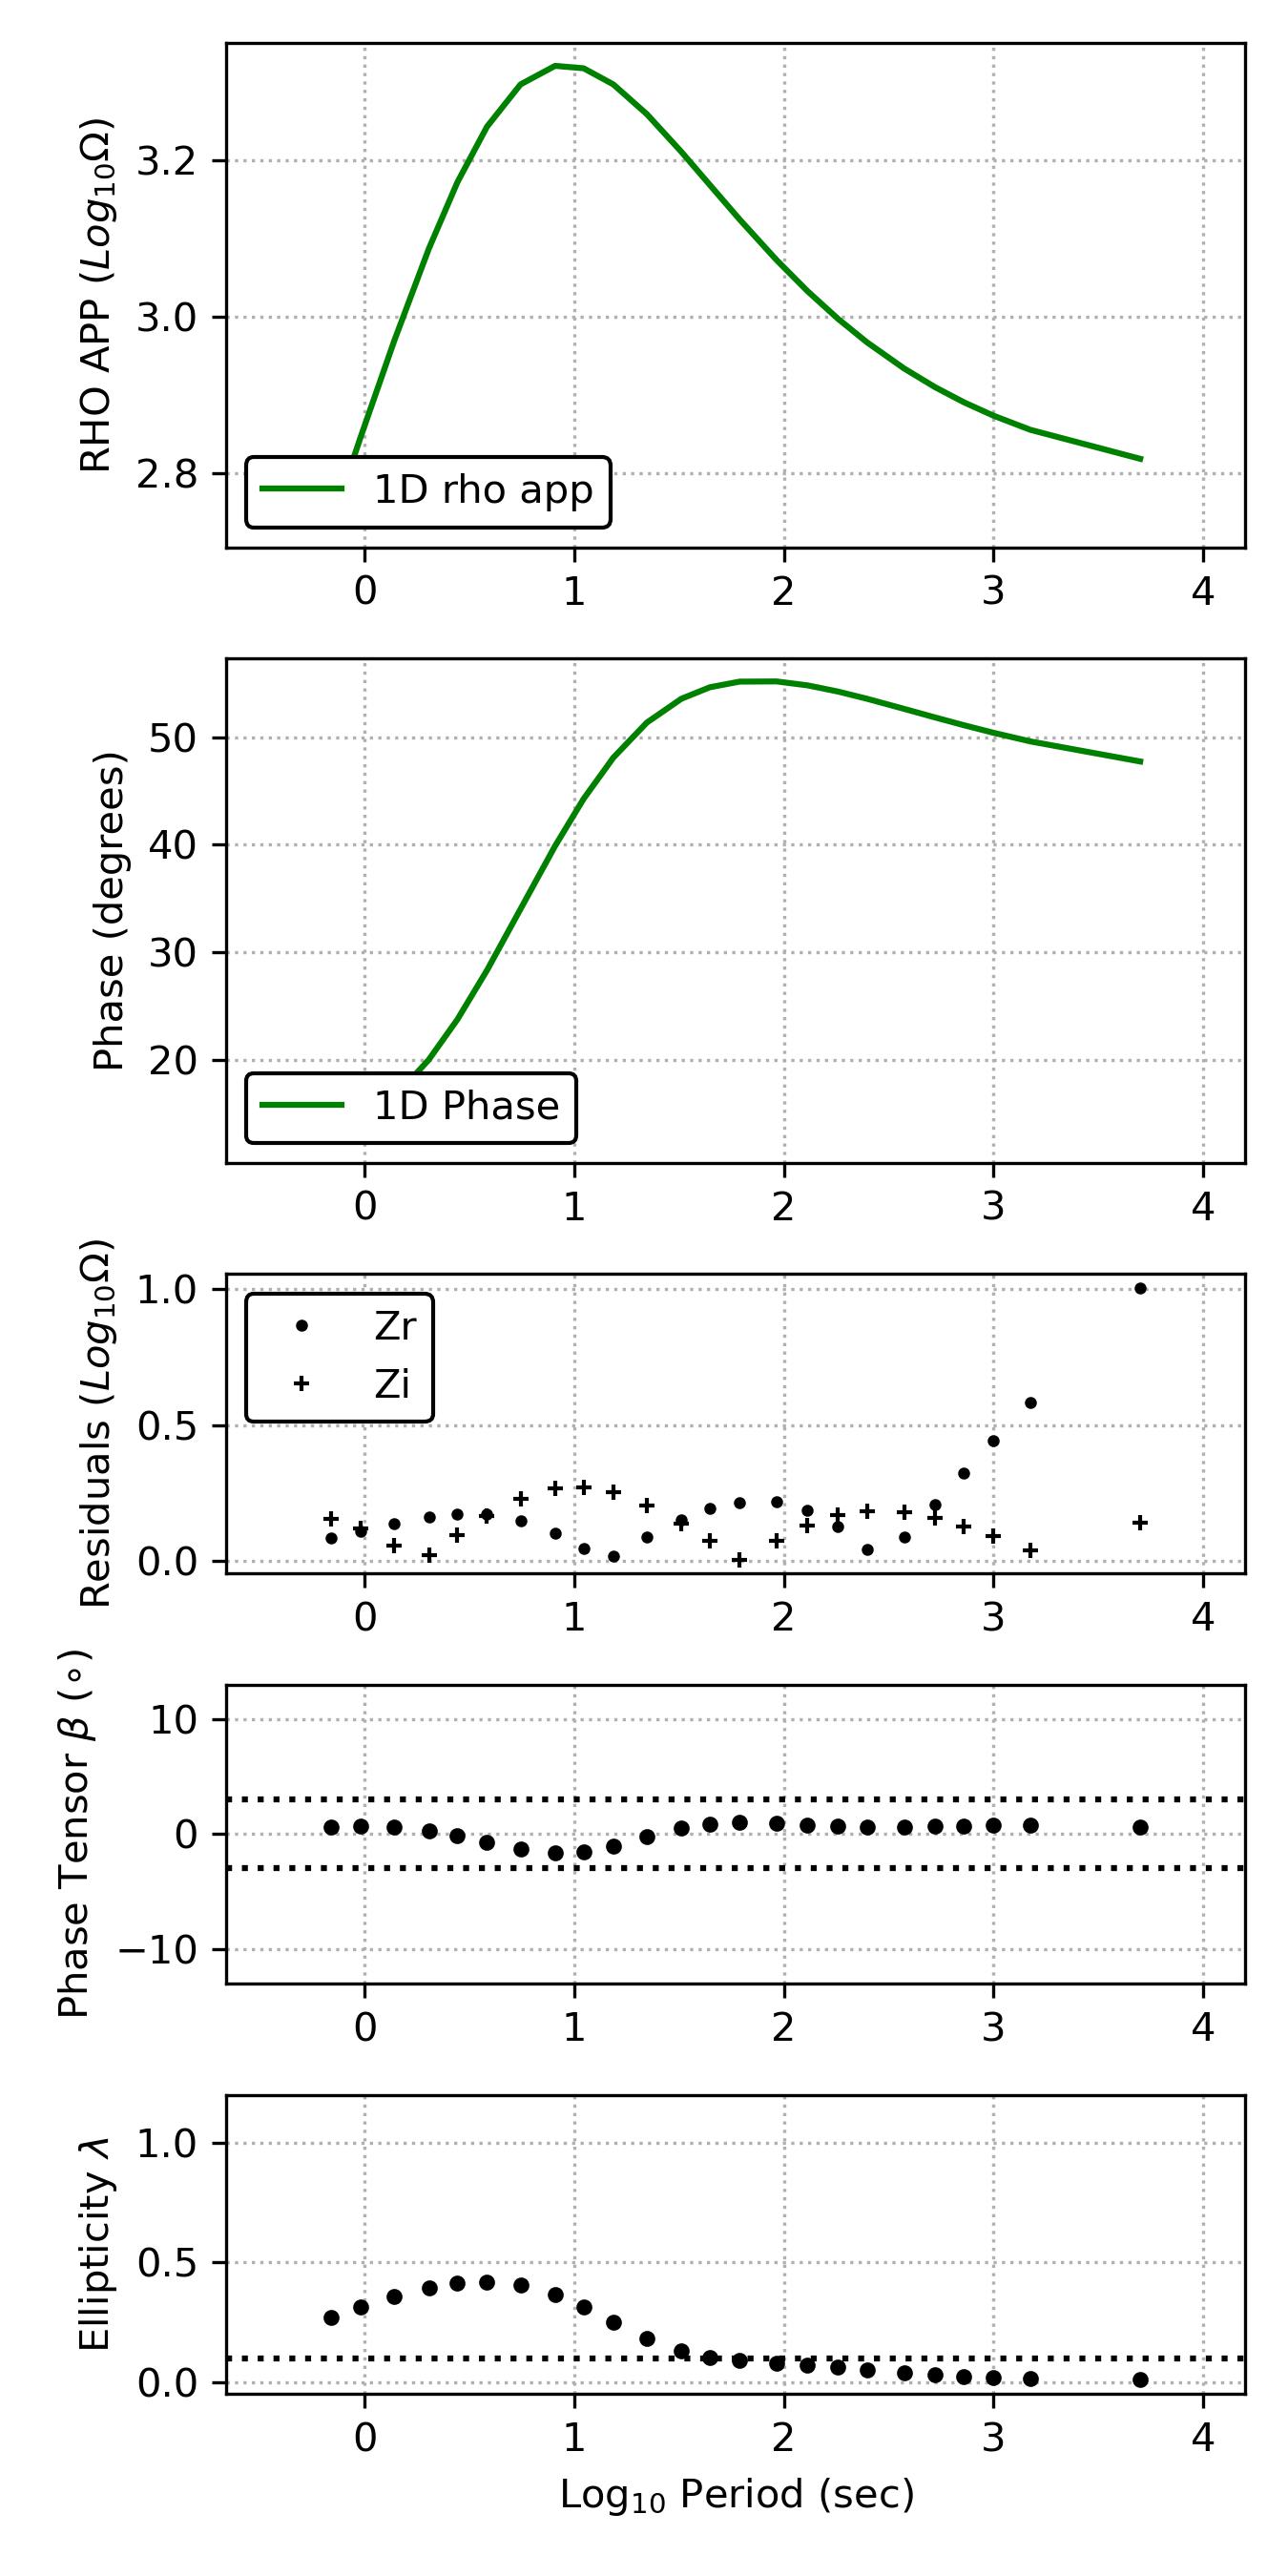 RHO APP (Log₁₀Ω)
3.2
3.0
2.8
1D rho app
0 1 2 3 4
Phase (degrees)
50
40
30
20
1D Phase
0 1 2 3 4
Residuals (Log₁₀Ω)
1.0
0.5
0.0
Zr
Zi
0 1 2 3 4
Phase Tensor β (∘)
10
0
−10
0 1 2 3 4
Ellipticity λ
1.0
0.5
0.0
0 1 2 3 4
Log₁₀ Period (sec)